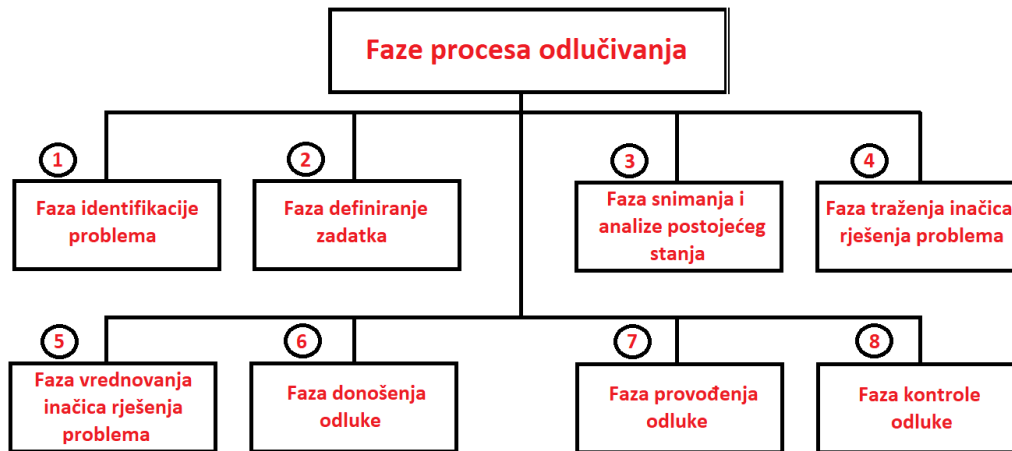 Faze procesa odlučivanja
1
Faza identifikacije
problema
2
Faza definiranje
zadatka
3
Faza snimanja i
analize postojećeg
stanja
4
Faza traženja inačica
rješenja problema
5
Faza vrednovanja
inačica rješenja
problema
6
Faza donošenja
odluke
7
Faza provođenja
odluke
8
Faza kontrole
odluke